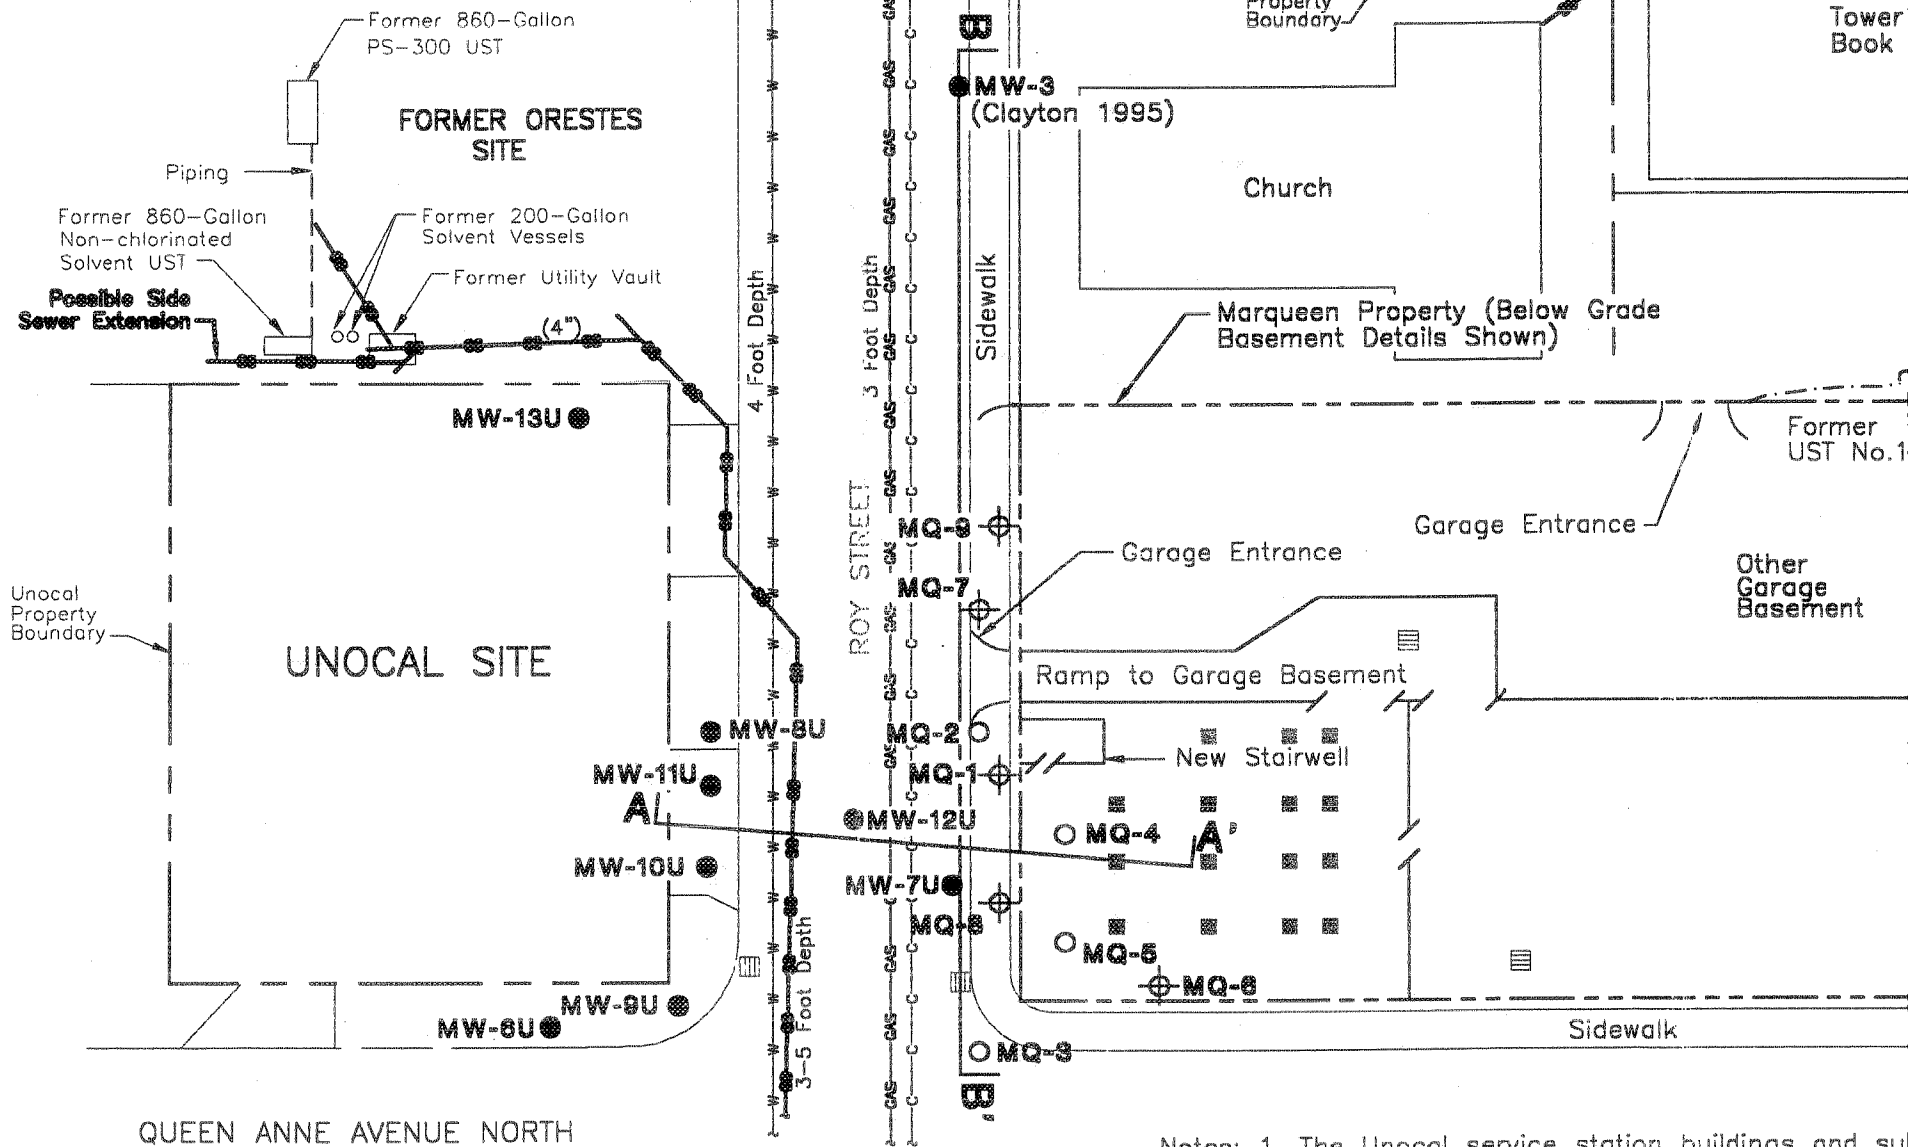 Former 860-Gallon
PS-300 UST
FORMER ORESTES
SITE
Piping
Former 860-Gallon
Non-chlorinated
Solvent UST
Former 200-Gallon
Solvent Vessels
Former Utility Vault
Possible Side
Sewer Extension
(4")
MW-13U
Unocal
Property
Boundary
UNOCAL SITE
MW-8U
MW-11U
A
MW-10U
MW-9U
MW-6U
QUEEN ANNE AVENUE NORTH
4 Foot Depth
3 Foot Depth
3-5 Foot Depth
ROY STREET
Sidewalk
B
MW-3
(Clayton 1995)
Property
Boundary
Tower
Book
Church
Marqueen Property (Below Grade
Basement Details Shown)
Former
UST No.1
Garage Entrance
Garage Entrance
Other
Garage
Basement
MQ-9
MQ-7
Ramp to Garage Basement
MQ-2
New Stairwell
MQ-1
MW-12U
MQ-4
A'
MW-7U
MQ-8
MQ-5
MQ-6
Sidewalk
MQ-3
B'
W
GAS
C
Notes: 1. The Unocal service station buildings and